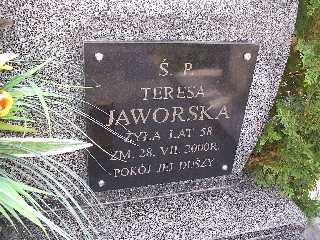 Ś. P.
TERESA
JAWORSKA
ŻYŁA LAT 58
ZM. 28. VII. 2000R.
POKÓJ JEJ DUSZY